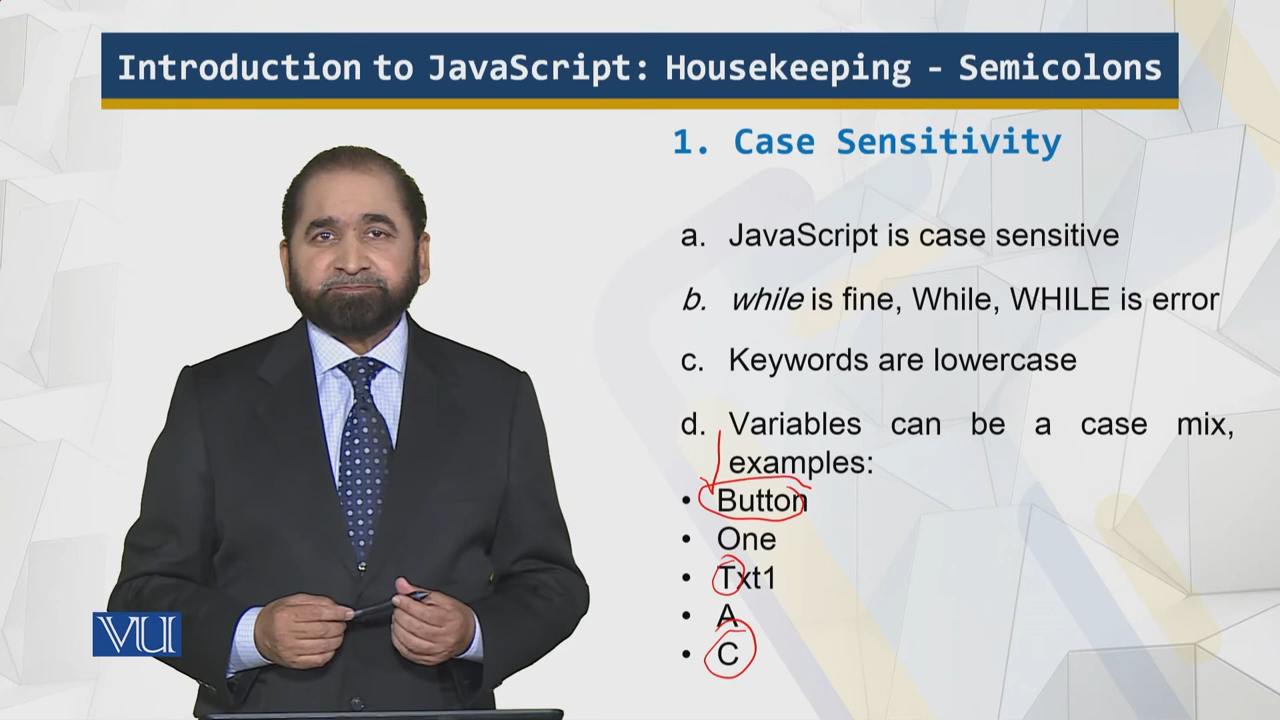 Introduction to JavaScript: Housekeeping - Semicolons
1. Case Sensitivity
a. JavaScript is case sensitive
b. while is fine, While, WHILE is error
c. Keywords are lowercase
d. Variables can be a case mix,
examples:
• Button
• One
• Txt1
• A
• C
VU